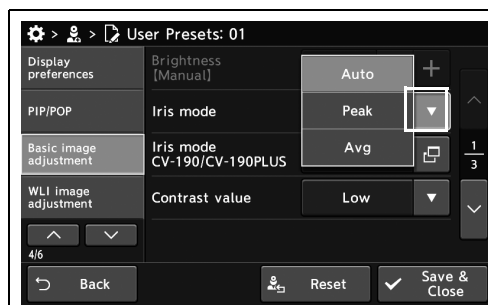 > > User Presets: 01
Display
preferences
PIP/POP
Basic image
adjustment
WLI image
adjustment
4/6
Brightness
[Manual]
Iris mode
Iris mode
CV-190/CV-190PLUS
Contrast value
Auto
Peak
Avg
Low
1
3
Back
Reset
Save &
Close